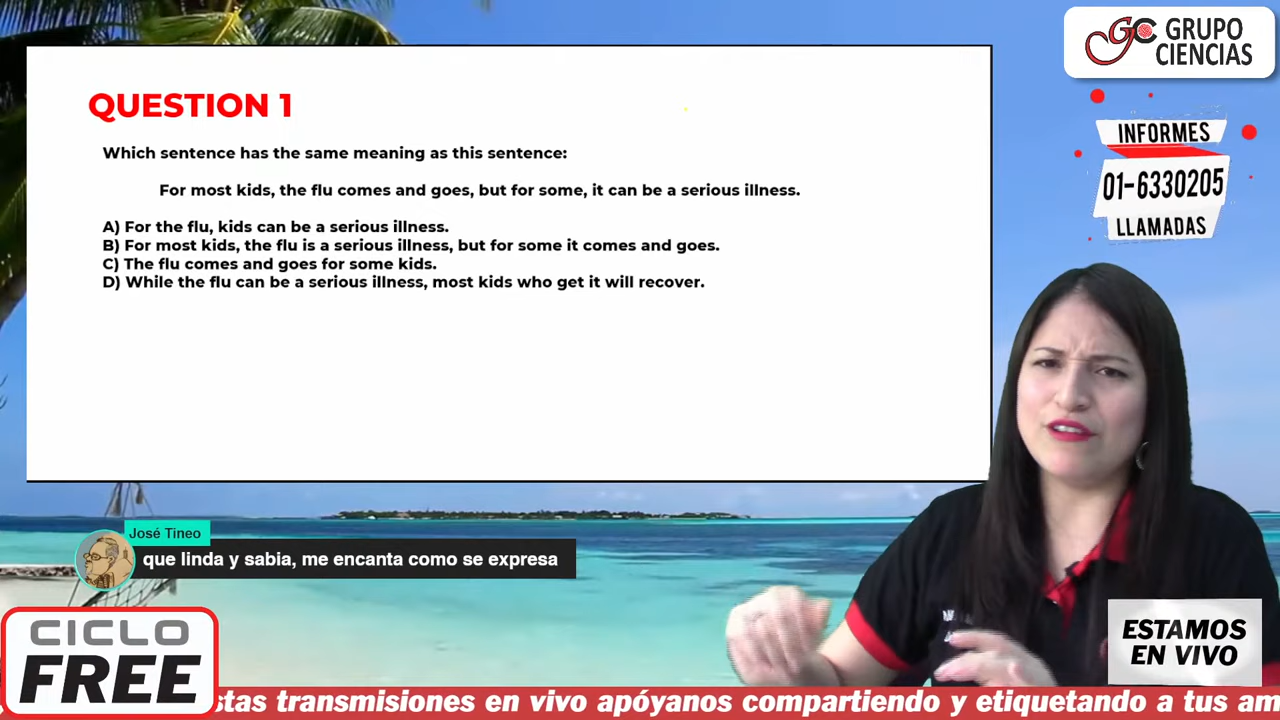 GRUPO
CIENCIAS
QUESTION 1
INFORMES
01-6330205
LLAMADAS
Which sentence has the same meaning as this sentence:
For most kids, the flu comes and goes, but for some, it can be a serious illness.
A) For the flu, kids can be a serious illness.
B) For most kids, the flu is a serious illness, but for some it comes and goes.
C) The flu comes and goes for some kids.
D) While the flu can be a serious illness, most kids who get it will recover.
José Tineo
que linda y sabia, me encanta como se expresa
CICLO
FREE
ESTAMOS
EN VIVO
stas transmisiones en vivo apóyanos compartiendo y etiquetando a tus am